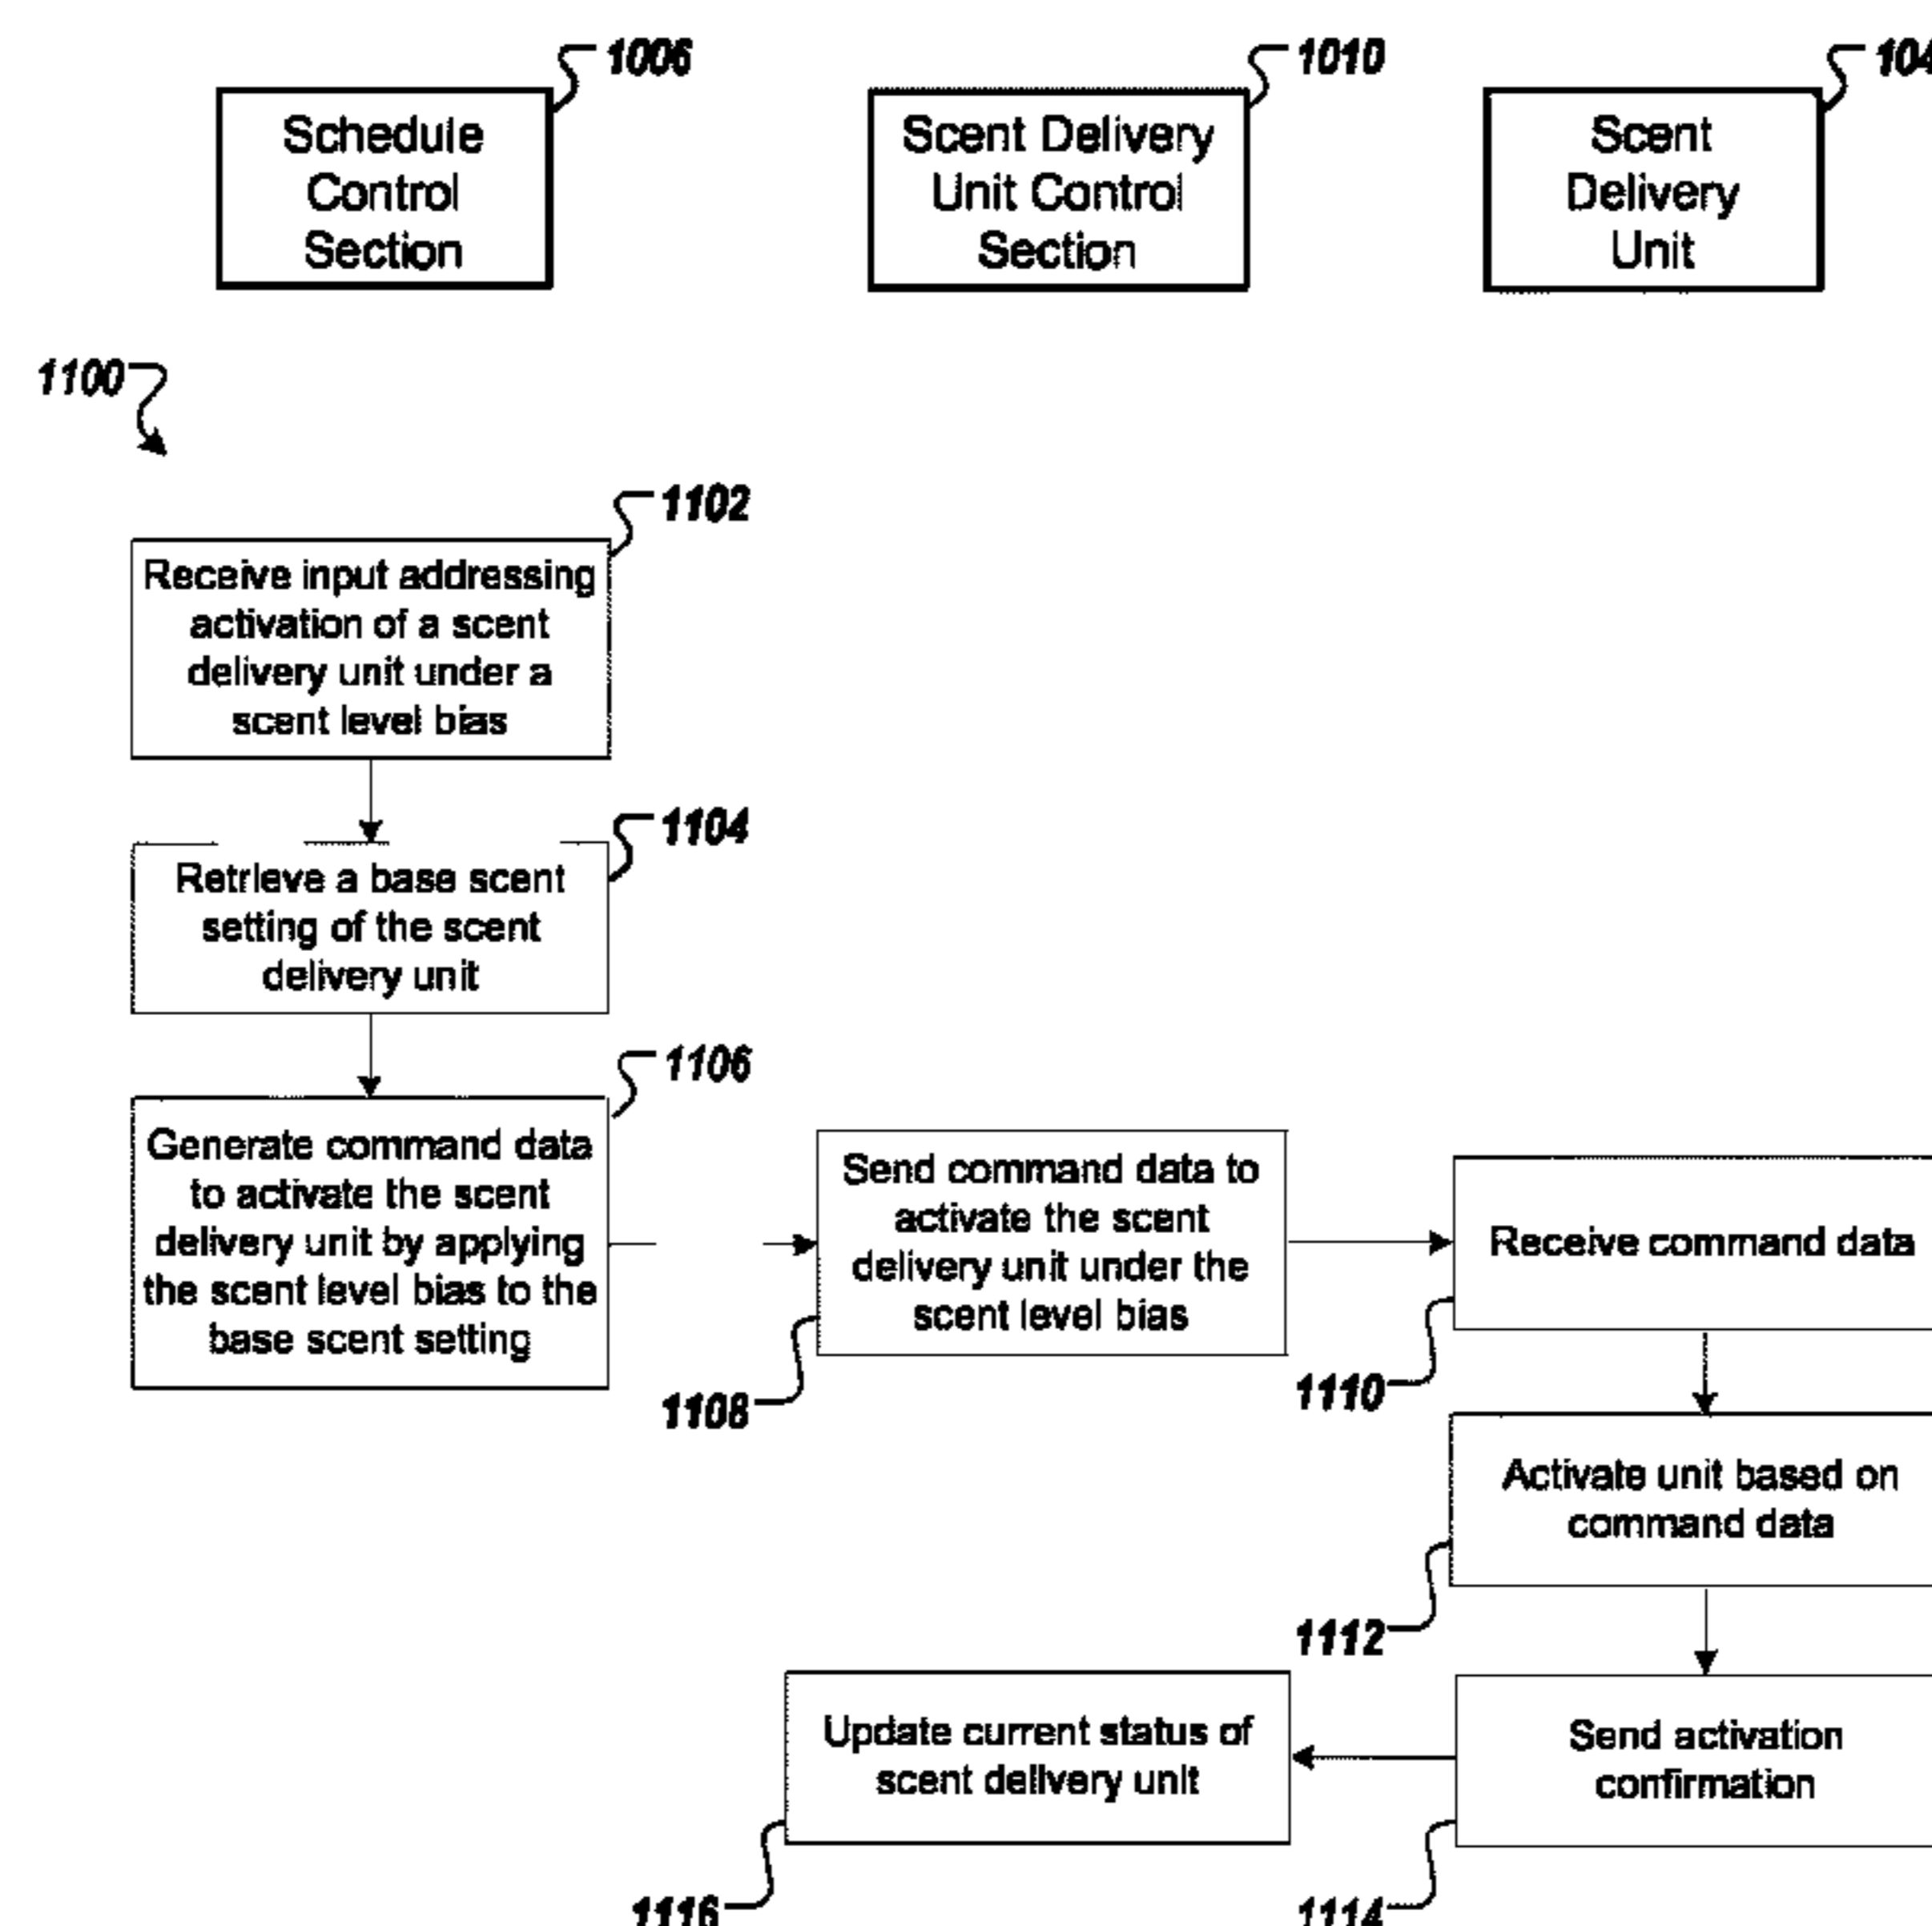 1006
Schedule
Control
Section
1010
Scent Delivery
Unit Control
Section
104
Scent
Delivery
Unit
1100
1102
Receive input addressing
activation of a scent
delivery unit under a
scent level bias
1104
Retrieve a base scent
setting of the scent
delivery unit
1106
Generate command data
to activate the scent
delivery unit by applying
the scent level bias to the
base scent setting
Send command data to
activate the scent
delivery unit under the
scent level bias
1108
Receive command data
1110
Activate unit based on
command data
1112
Send activation
confirmation
1114
Update current status of
scent delivery unit
1116